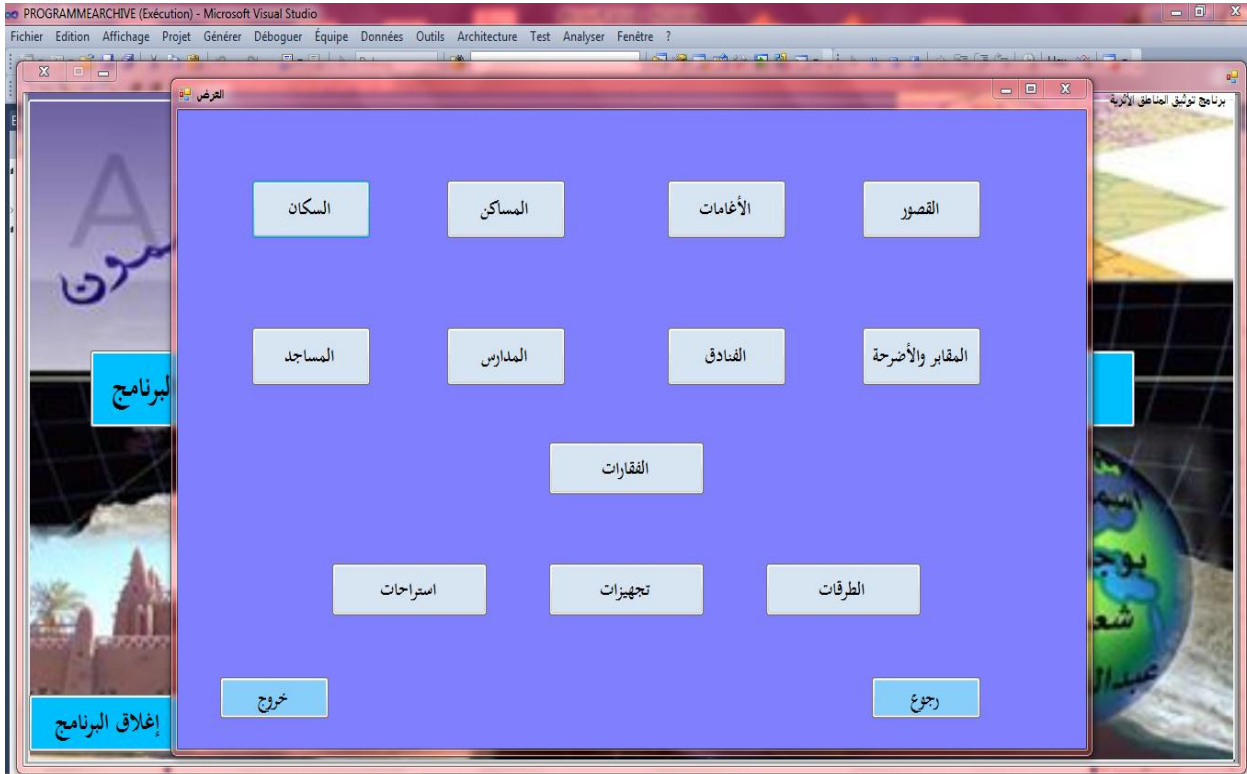 PROGRAMMEARCHIVE (Exécution) - Microsoft Visual Studio
Fichier Edition Affichage Projet Générer Déboguer Équipe Données Outils Architecture Test Analyser Fenêtre ?
برنامج توثيق المناطق الأثرية
العرض
القصور الأغامات المساكن السكان
المقابر والأضرحة الفنادق المدارس المساجد
البرنامج
الفقارات
الطرقات تجهيزات استراحات
رجوع خروج
إغلاق البرنامج